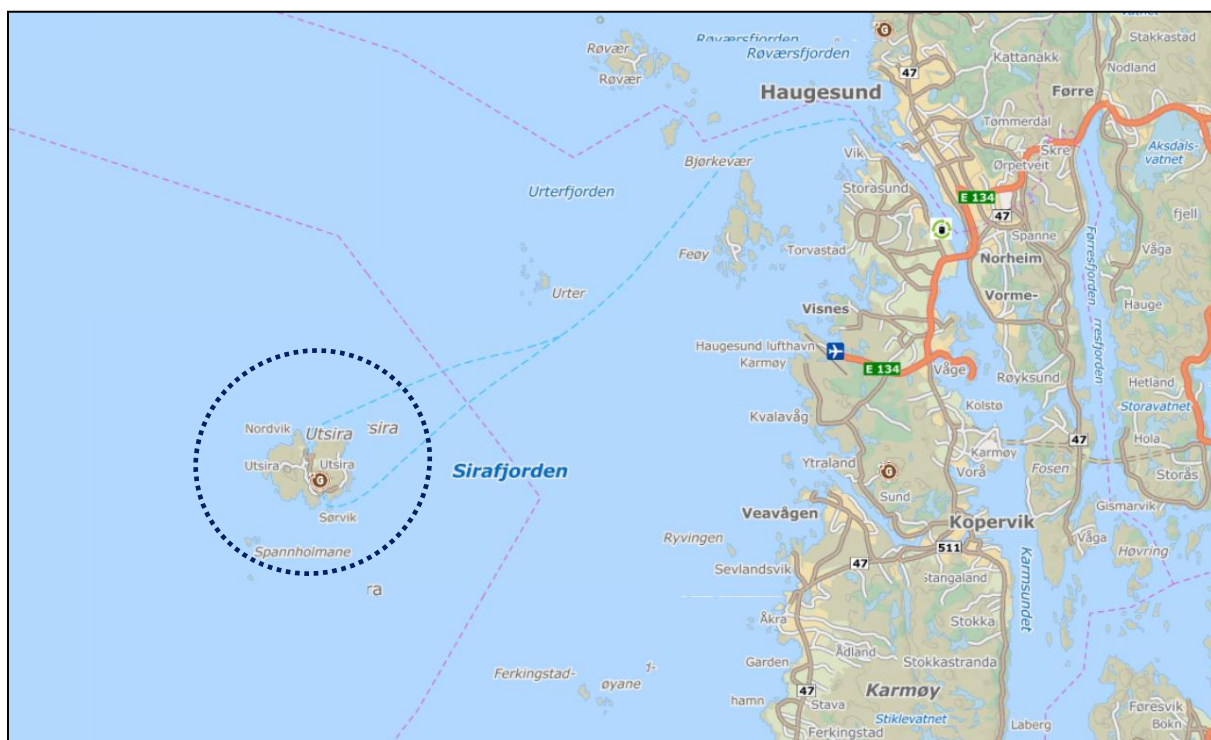 vatnet
G
Stakkastad
Røværsfjorden
Røvær
Røværsfjorden
Kattanakk
Røvær
47
Nodland
Haugesund
Førre
Tømmerdal
Aksdals-
vatnet
Skre
Vik
Bjørkevær
Ørpetveit
Storasund
Urterfjorden
E 134
47
fjell
Spanne
Førresfjorden
Torvastad
Våga
Feøy
Norheim
Urter
Vorme-
Hauge
Visnes
rresfjorden
Haugesund lufthavn
Karmøy
E 134
Våge
Røyksund
Hetland
Kolstø
Storavatnet
Kvalavåg
Nordvik
Utsira
sira
47
Hola
Karmøy
Utsira
Utsira
Sirafjorden
Ytraland
G
Vorå
Fosen
Storås
G
Sund
Gismarvik
Sørvik
Veavågen
Kopervik
Ryvingen
Våga
Spannholmane
511
Høvring
47
Sevlandsvik
Stangaland
Karmsundet
ra
Åkra
Stokka
Ådland
Garden
Stokkastranda
Ferkingstad-
øyane
d-
Karmøy
47
hamn
Stava
Føresvik
Stiklevatnet
Laberg
Bokn
Ferkingstad